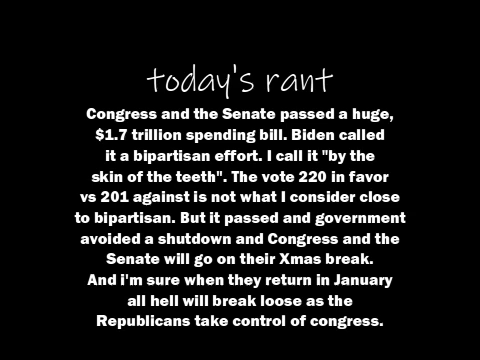 today's rant
Congress and the Senate passed a huge,
$1.7 trillion spending bill. Biden called
it a bipartisan effort. I call it "by the
skin of the teeth". The vote 220 in favor
vs 201 against is not what I consider close
to bipartisan. But it passed and government
avoided a shutdown and Congress and the
Senate will go on their Xmas break.
And i'm sure when they return in January
all hell will break loose as the
Republicans take control of congress.